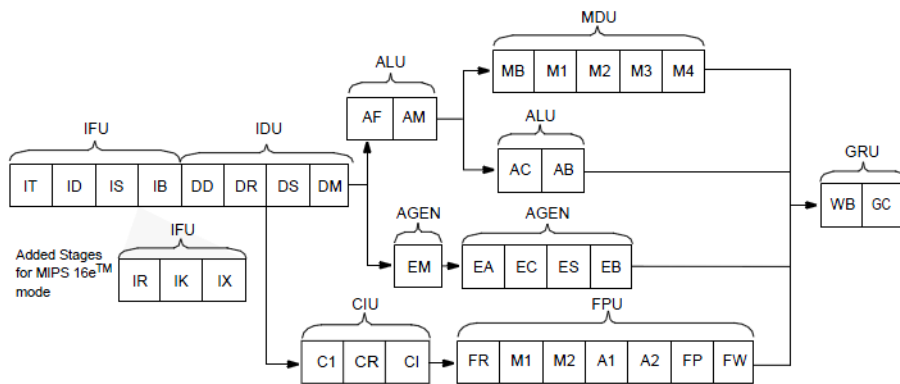 MDU
MB M1 M2 M3 M4
ALU
AF AM
ALU
AC AB
IFU IDU
IT ID IS IB DD DR DS DM
GRU
WB GC
AGEN AGEN
EM EA EC ES EB
IFU
Added Stages
for MIPS 16e™
mode
IR IK IX
CIU FPU
C1 CR CI FR M1 M2 A1 A2 FP FW